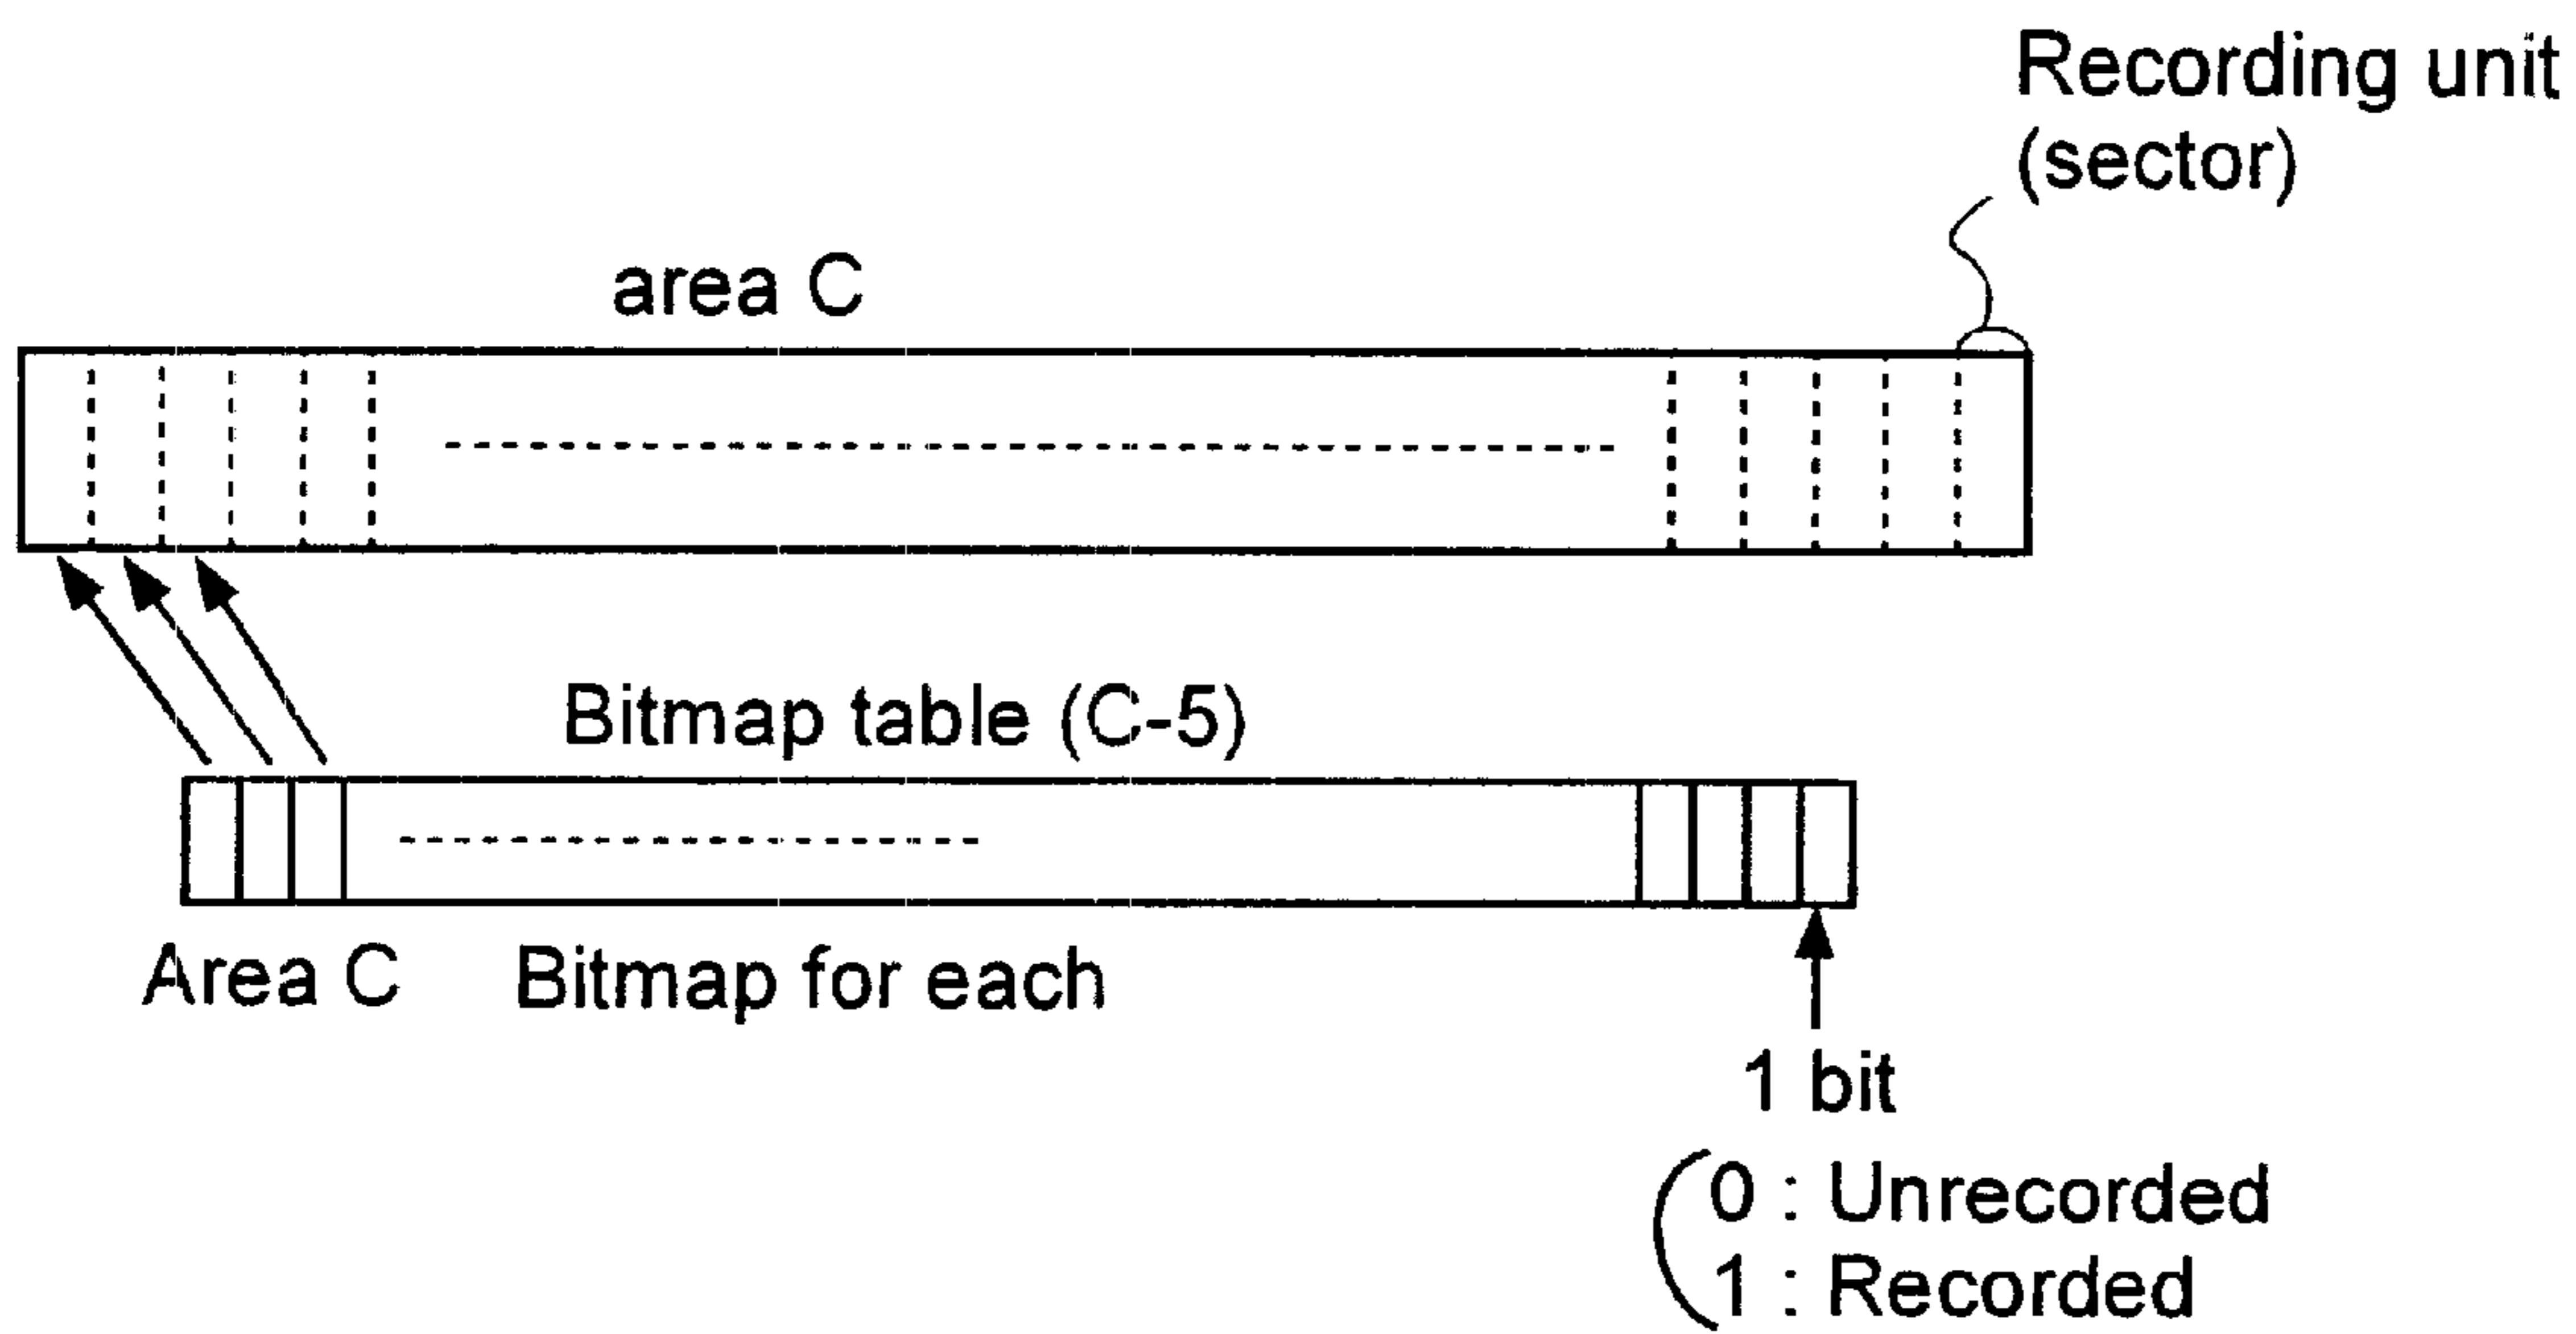 Recording unit
(sector)
area C
Bitmap table (C-5)
Area C Bitmap for each
1 bit
0 : Unrecorded
1 : Recorded